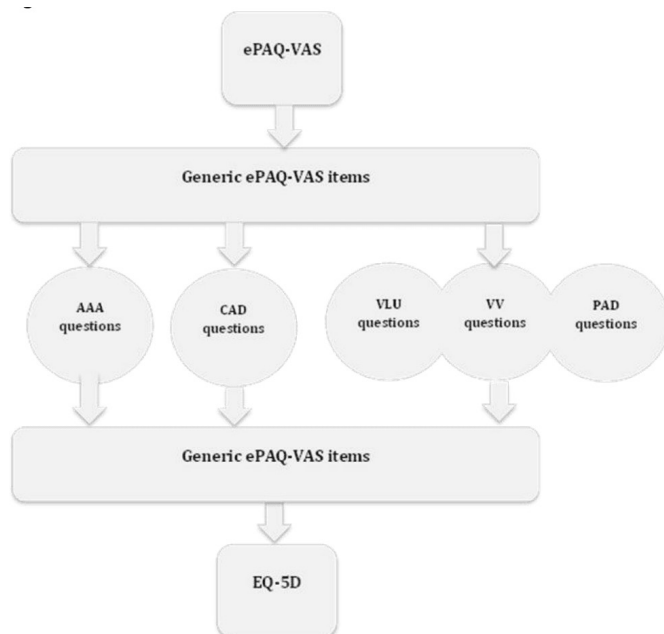 ePAQ-VAS
Generic ePAQ-VAS items
AAA
questions
CAD
questions
VLU
questions
VV
questions
PAD
questions
Generic ePAQ-VAS items
EQ-5D